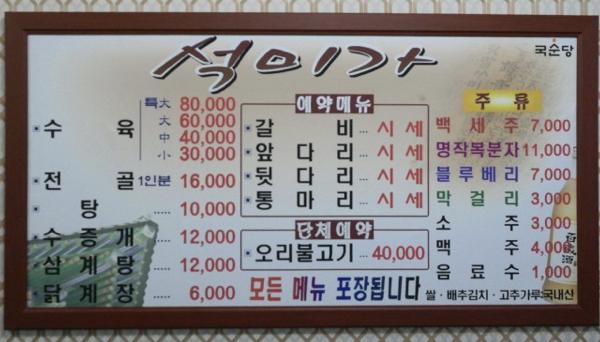 석미가
국순당
수육 특大 80,000
大 60,000
中 40,000
小 30,000
전골 1인분 16,000
탕 ..... 10,000
수중개 ..... 12,000
삼계탕 ..... 12,000
닭계장 ..... 6,000
예약메뉴
갈비 ... 시세
앞다리 ... 시세
뒷다리 ... 시세
통마리 ... 시세
단체예약
오리불고기 ... 40,000
모든 메뉴 포장됩니다
주류
백세주 7,000
명작복분자 11,000
블루베리 7,000
막걸리 3,000
소주 3,000
맥주 4,000
음료수 1,000
쌀·배추김치·고추가루:국내산